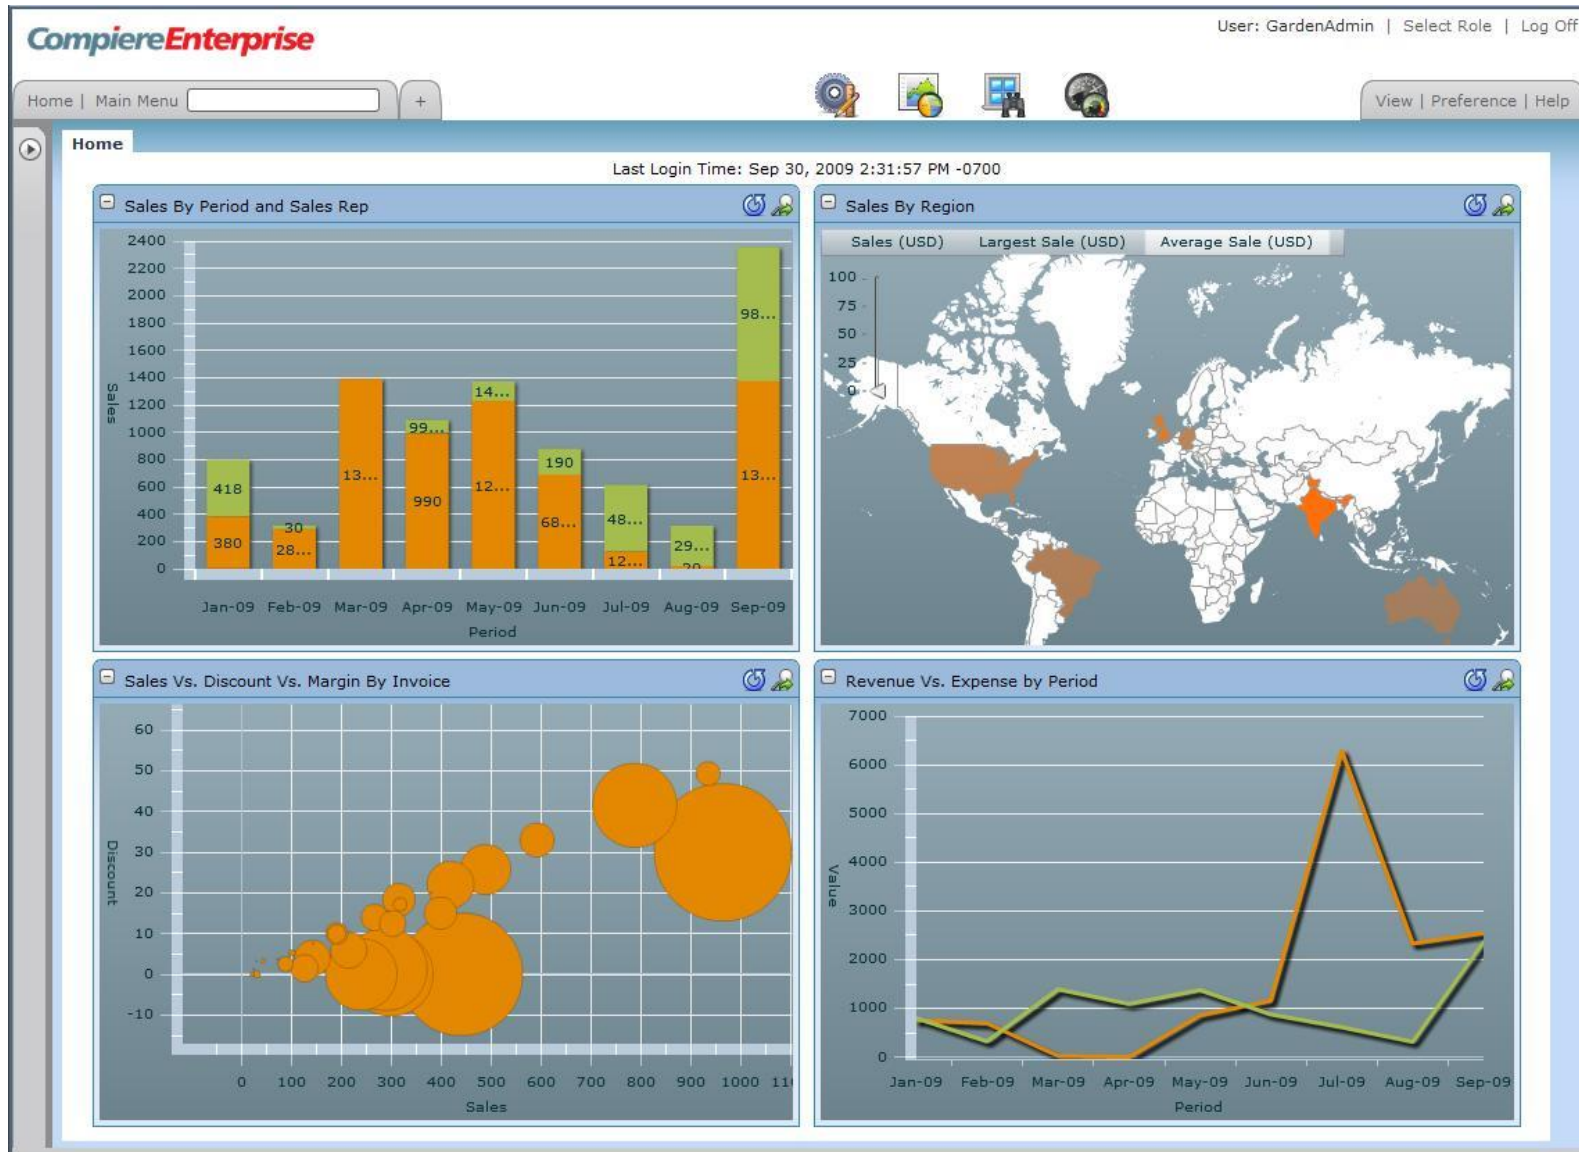 CompiereEnterprise
User: GardenAdmin | Select Role | Log Off
Home | Main Menu
+
View | Preference | Help
Home
Last Login Time: Sep 30, 2009 2:31:57 PM -0700
Sales By Period and Sales Rep
2400
2200
2000
1800
1600
1400
1200
1000
800
600
400
200
0
Sales
418
380
30
28...
13...
99...
990
14...
12...
190
68...
48...
12...
29...
20
98...
13...
Jan-09 Feb-09 Mar-09 Apr-09 May-09 Jun-09 Jul-09 Aug-09 Sep-09
Period
Sales By Region
Sales (USD) Largest Sale (USD) Average Sale (USD)
100
75
50
25
0
Sales Vs. Discount Vs. Margin By Invoice
60
50
40
30
20
10
0
-10
Discount
0 100 200 300 400 500 600 700 800 900 1000 11
Sales
Revenue Vs. Expense by Period
7000
6000
5000
4000
3000
2000
1000
0
Value
Jan-09 Feb-09 Mar-09 Apr-09 May-09 Jun-09 Jul-09 Aug-09 Sep-09
Period